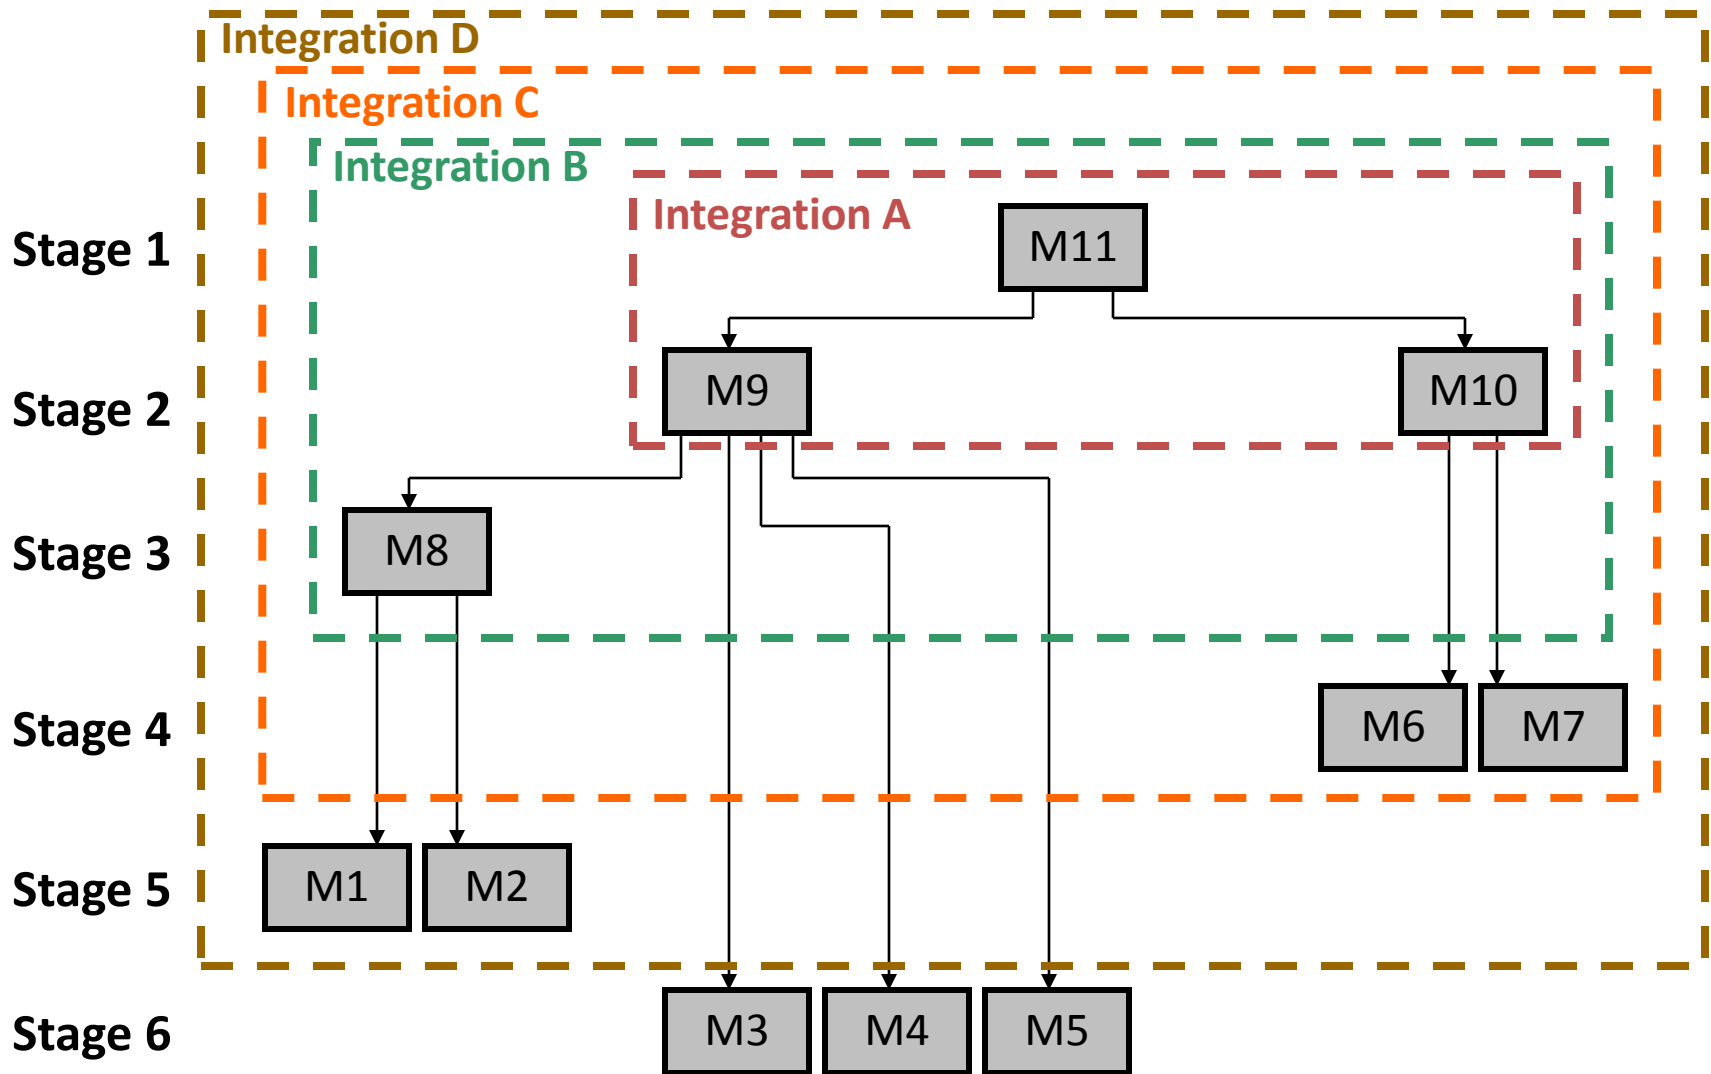 Integration D
Integration C
Integration B
Integration A
Stage 1
M11
Stage 2
M9
M10
Stage 3
M8
Stage 4
M6
M7
Stage 5
M1
M2
Stage 6
M3
M4
M5